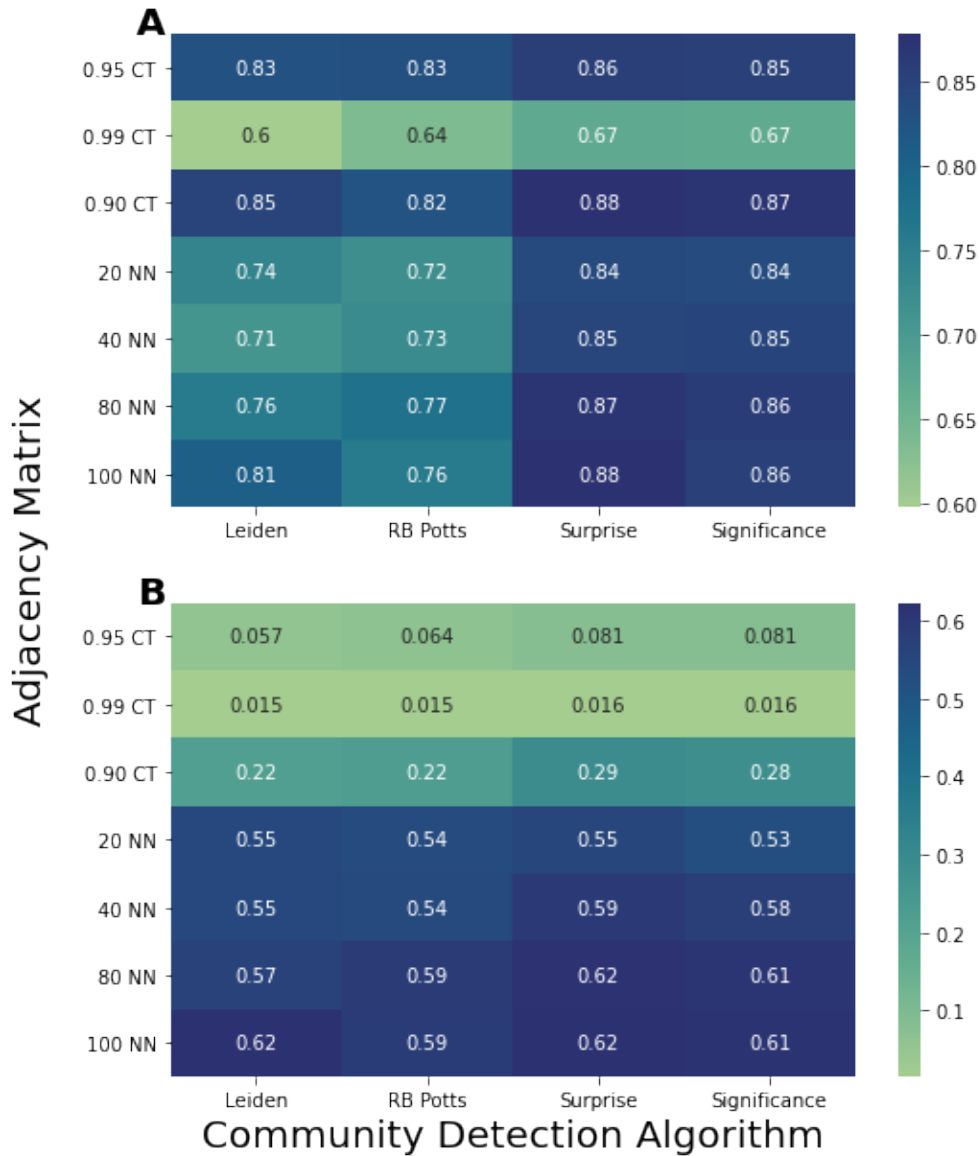 A
0.95 CT 0.83 0.83 0.86 0.85
0.99 CT 0.6 0.64 0.67 0.67
0.90 CT 0.85 0.82 0.88 0.87
20 NN 0.74 0.72 0.84 0.84
40 NN 0.71 0.73 0.85 0.85
80 NN 0.76 0.77 0.87 0.86
100 NN 0.81 0.76 0.88 0.86
Leiden RB Potts Surprise Significance
0.85
0.80
0.75
0.70
0.65
0.60
Adjacency Matrix
B
0.95 CT 0.057 0.064 0.081 0.081
0.99 CT 0.015 0.015 0.016 0.016
0.90 CT 0.22 0.22 0.29 0.28
20 NN 0.55 0.54 0.55 0.53
40 NN 0.55 0.54 0.59 0.58
80 NN 0.57 0.59 0.62 0.61
100 NN 0.62 0.59 0.62 0.61
Leiden RB Potts Surprise Significance
0.6
0.5
0.4
0.3
0.2
0.1
Community Detection Algorithm